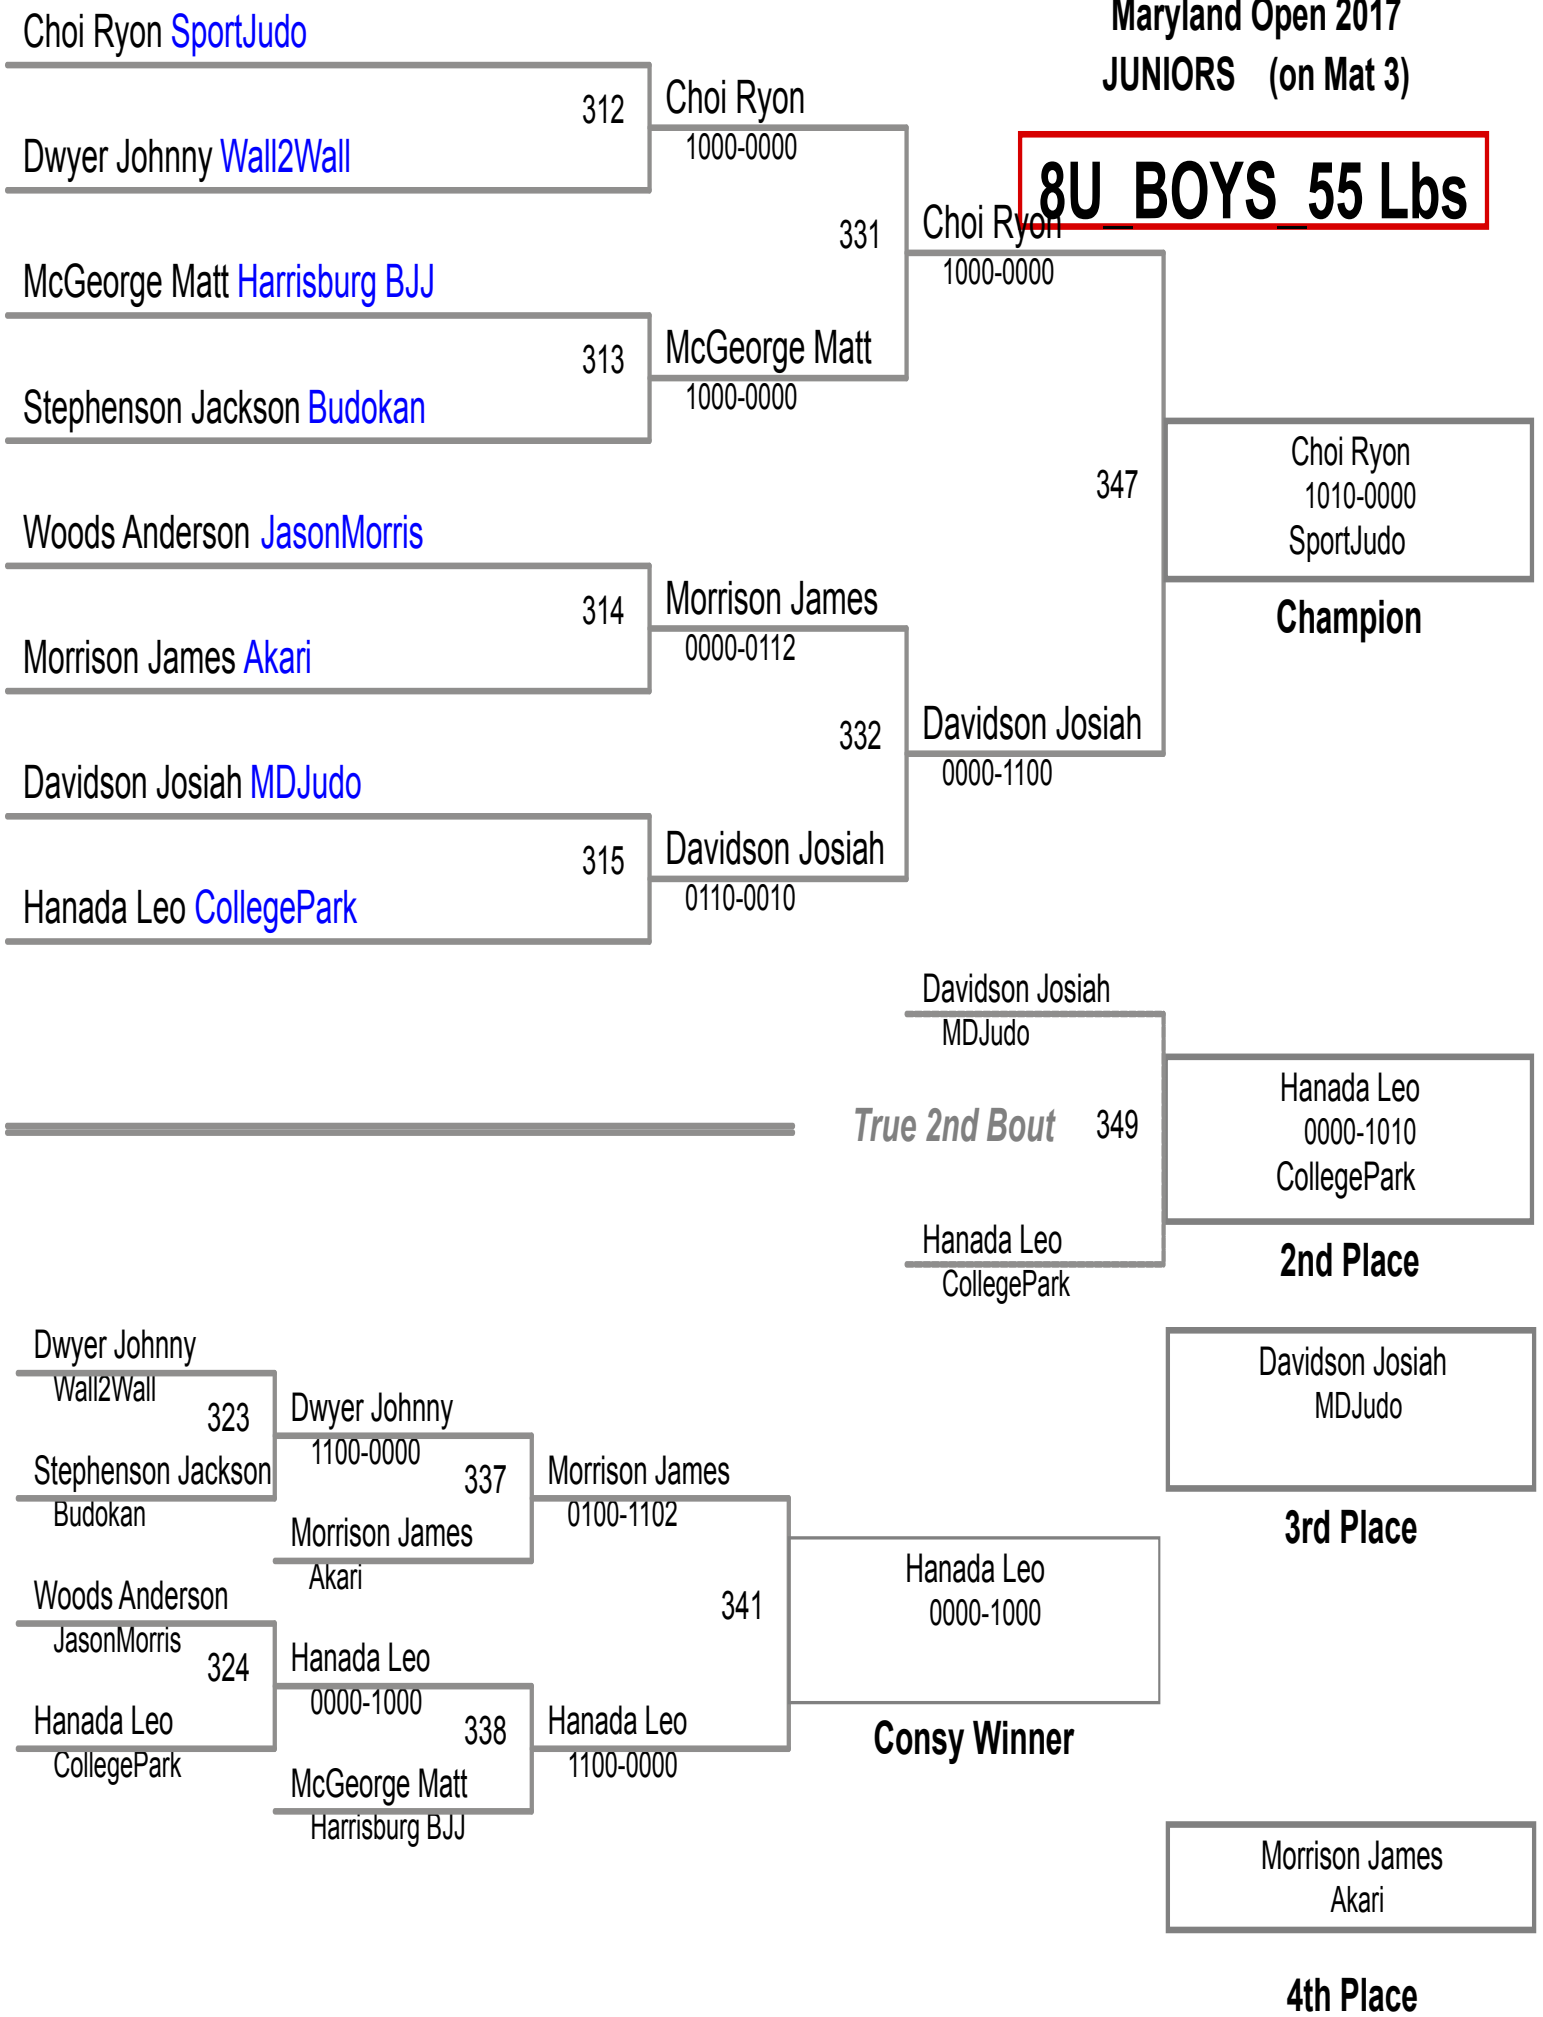 Maryland Open 2017
JUNIORS (on Mat 3)
8U_BOYS_55 Lbs
Choi Ryon SportJudo
312
Dwyer Johnny Wall2Wall
Choi Ryon
1000-0000
McGeorge Matt Harrisburg BJJ
313
Stephenson Jackson Budokan
McGeorge Matt
1000-0000
331
Choi Ryon
1000-0000
Woods Anderson JasonMorris
314
Morrison James Akari
Morrison James
0000-0112
Davidson Josiah MDJudo
315
Hanada Leo CollegePark
Davidson Josiah
0110-0010
332
Davidson Josiah
0000-1100
347
Choi Ryon
1010-0000
SportJudo
Champion
Davidson Josiah
MDJudo
True 2nd Bout 349
Hanada Leo
CollegePark
Hanada Leo
0000-1010
CollegePark
2nd Place
Dwyer Johnny
Wall2Wall
323
Stephenson Jackson
Budokan
Dwyer Johnny
1100-0000
337
Morrison James
Akari
Morrison James
0100-1102
Woods Anderson
JasonMorris
324
Hanada Leo
CollegePark
Hanada Leo
0000-1000
338
McGeorge Matt
Harrisburg BJJ
Hanada Leo
1100-0000
341
Hanada Leo
0000-1000
Consy Winner
Davidson Josiah
MDJudo
3rd Place
Morrison James
Akari
4th Place